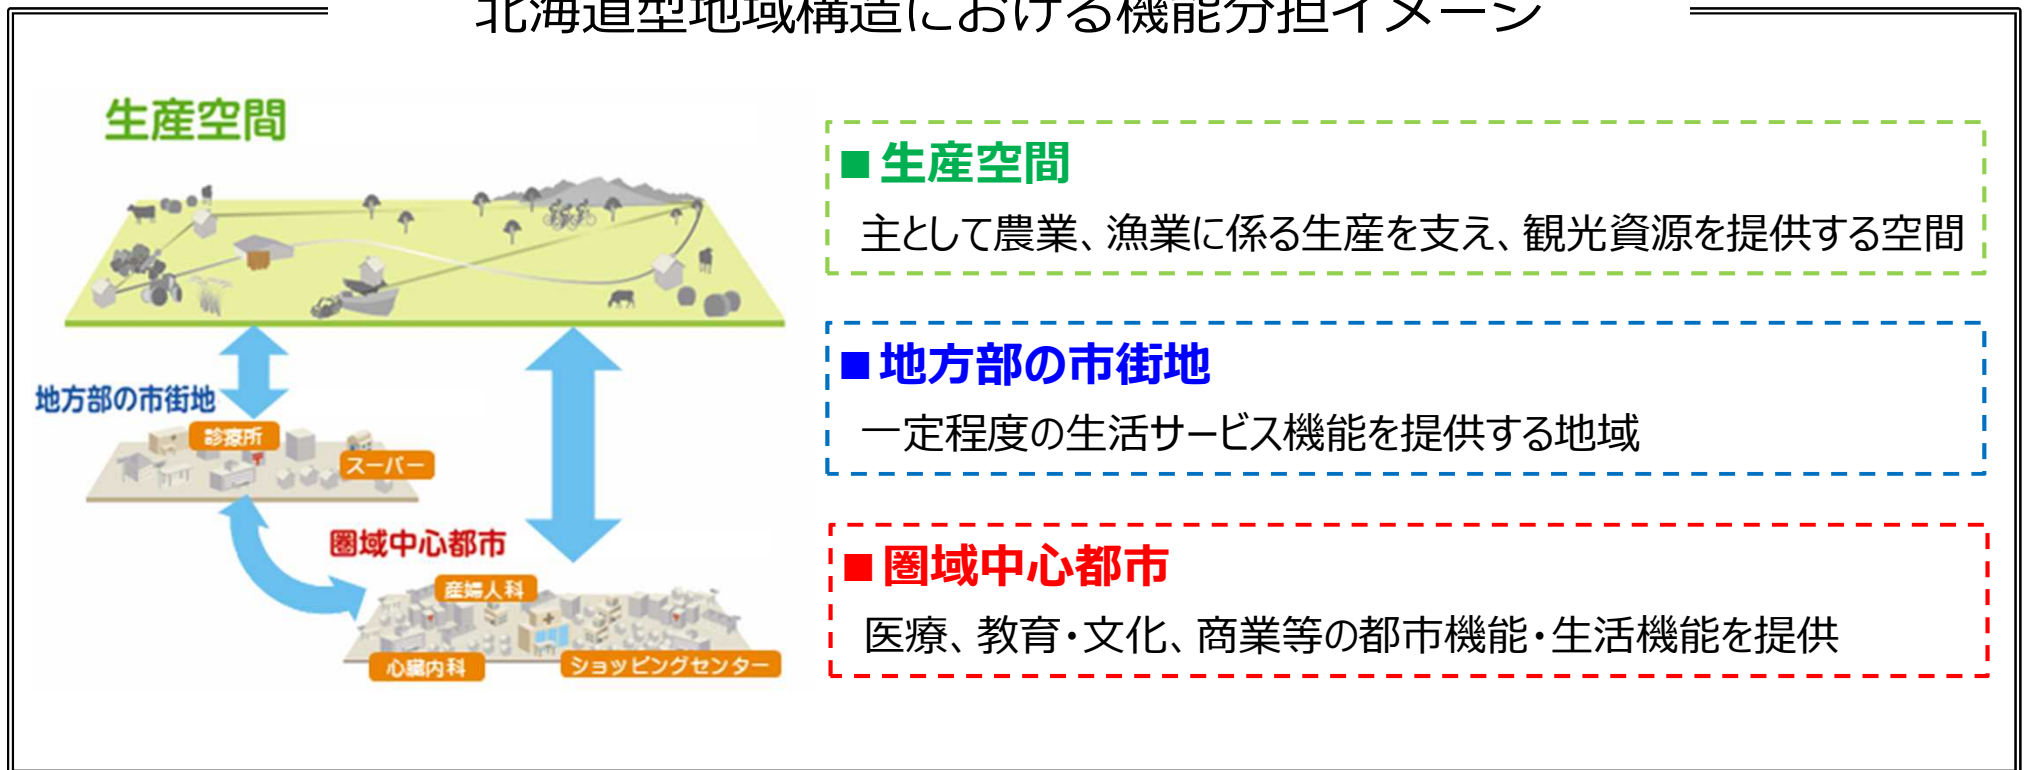 北海道型地域構造における機能分担イメージ
生産空間
地方部の市街地
診療所
スーパー
圏域中心都市
産婦人科
心臓内科
ショッピングセンター
■生産空間
主として農業、漁業に係る生産を支え、観光資源を提供する空間
■地方部の市街地
一定程度の生活サービス機能を提供する地域
■圏域中心都市
医療、教育・文化、商業等の都市機能・生活機能を提供